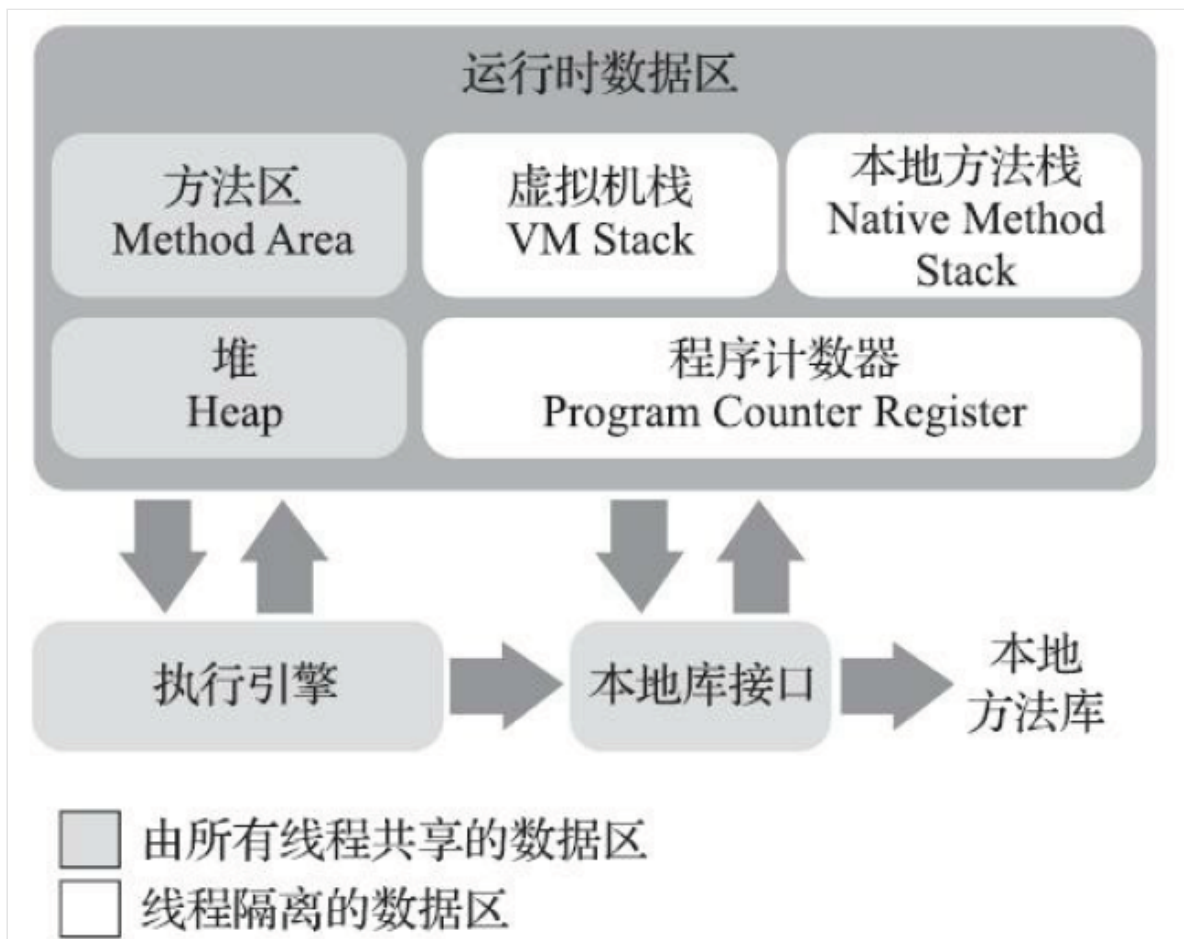 运行时数据区
方法区
Method Area
虚拟机栈
VM Stack
本地方法栈
Native Method
Stack
堆
Heap
程序计数器
Program Counter Register
执行引擎
本地库接口
本地
方法库
由所有线程共享的数据区
线程隔离的数据区